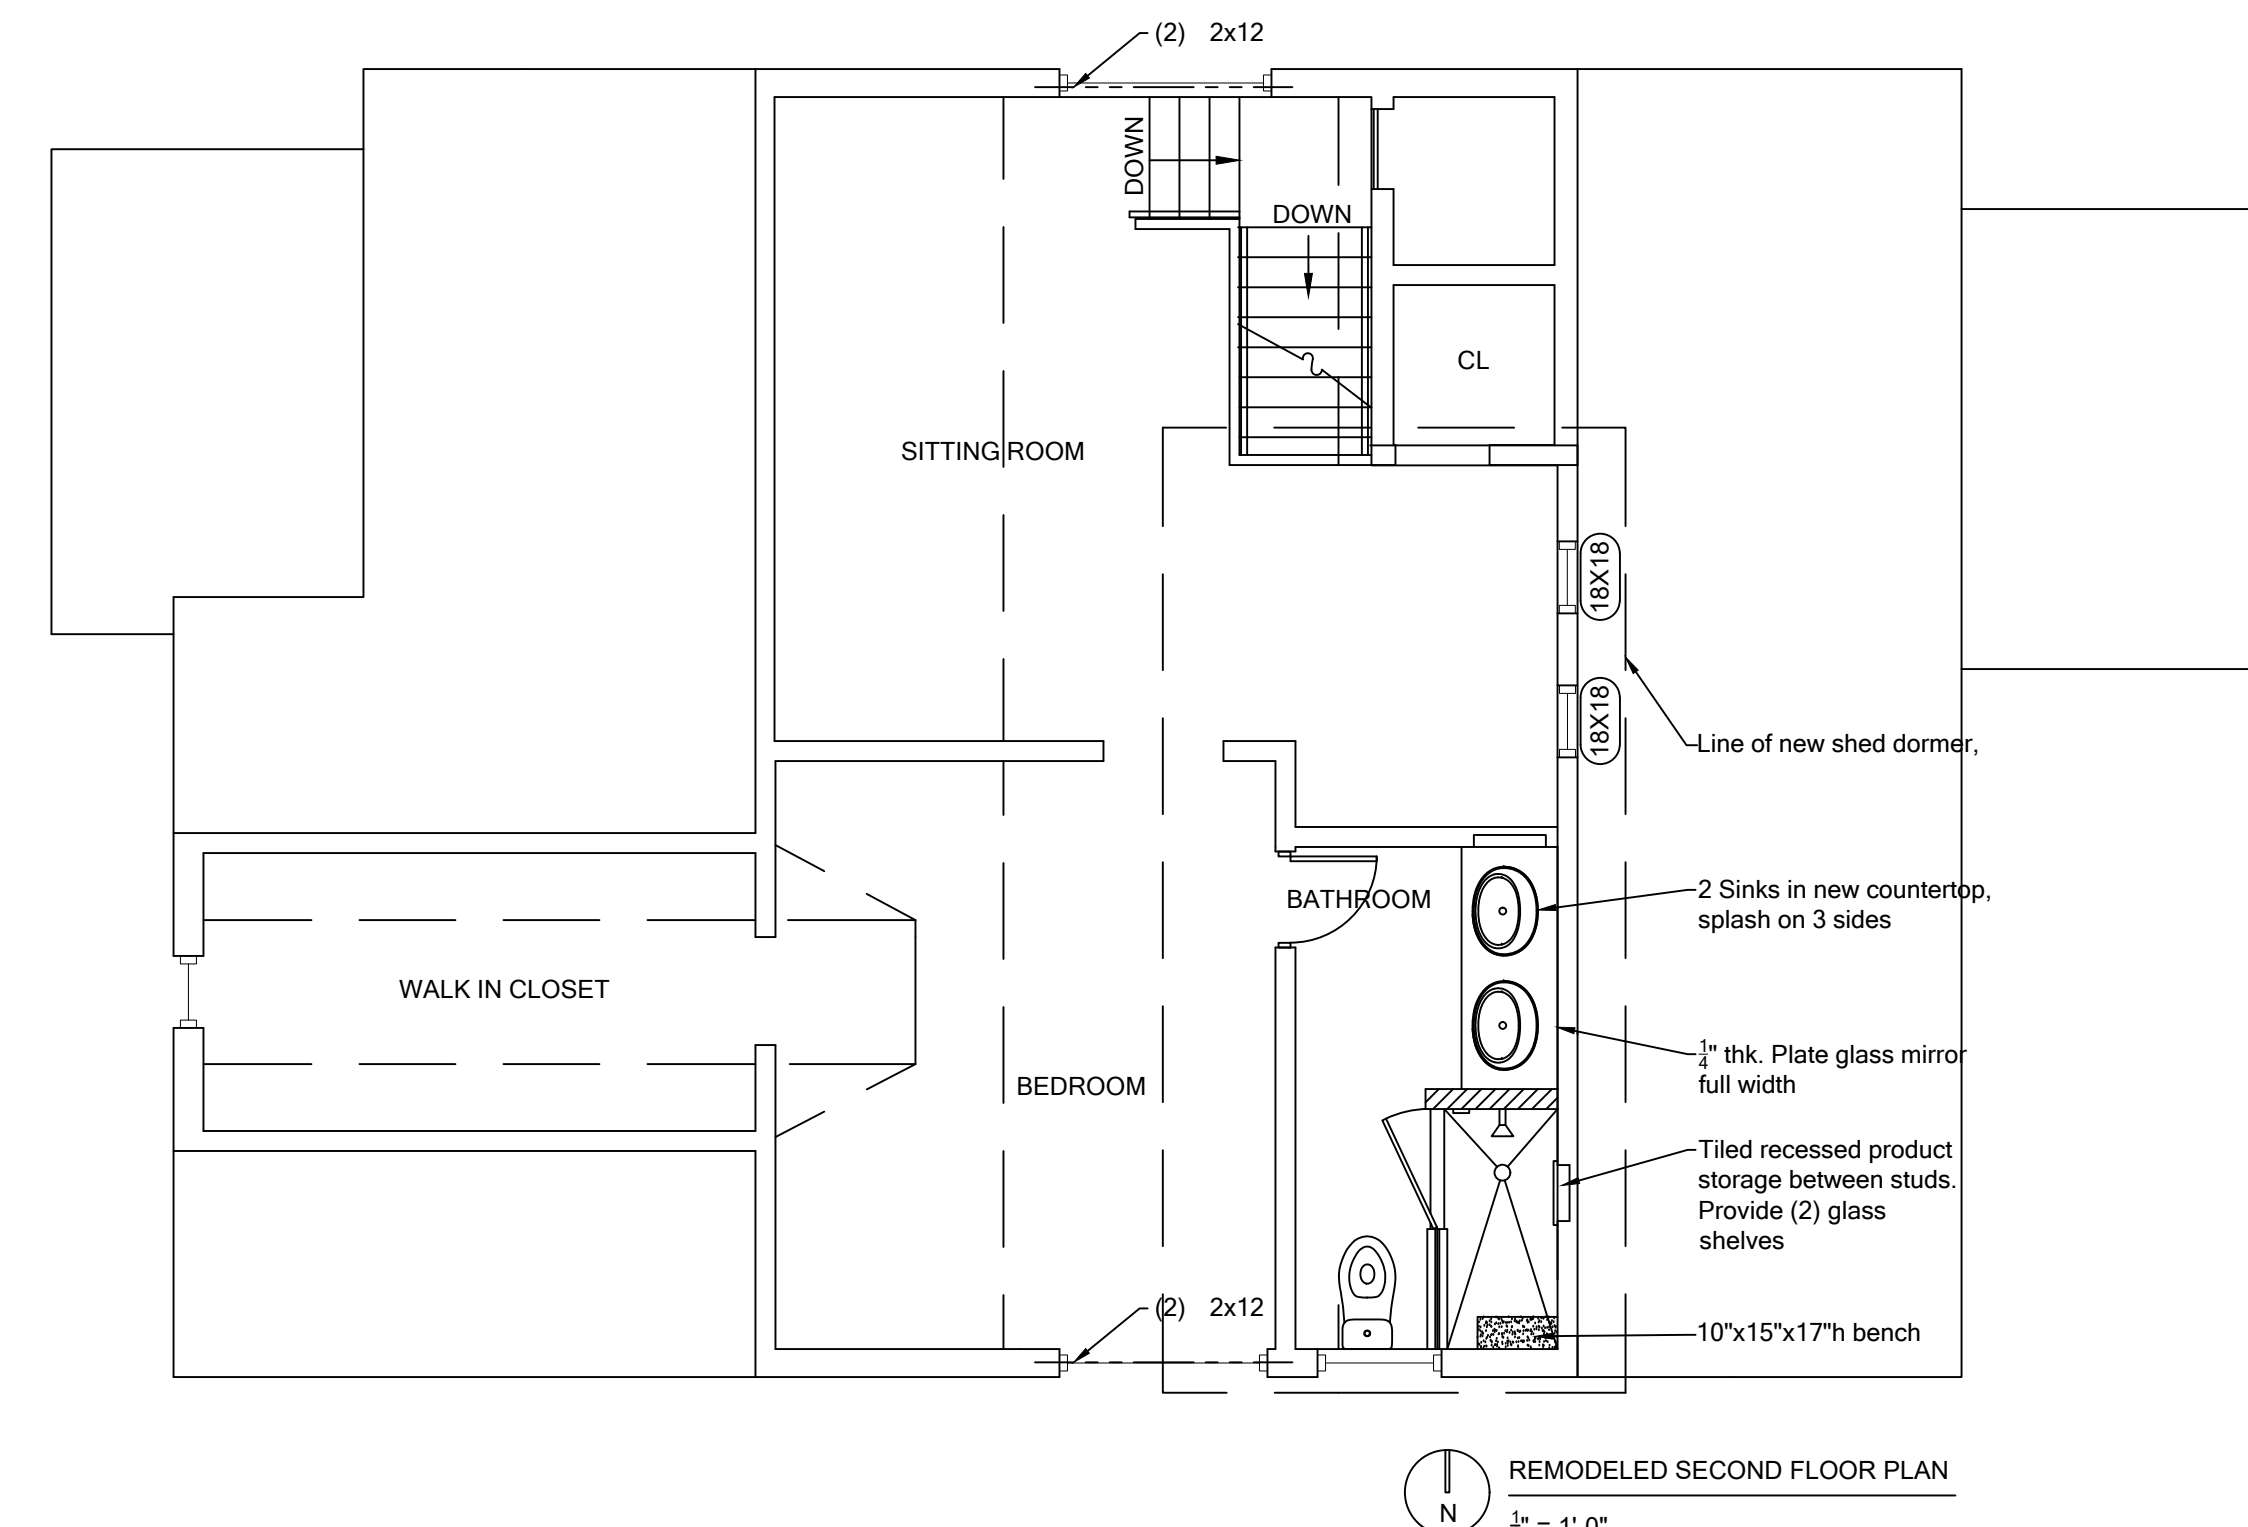 (2) 2x12
DOWN
DOWN
CL
SITTING ROOM
18X18
18X18
Line of new shed dormer,
BATHROOM
2 Sinks in new countertop,
splash on 3 sides
WALK IN CLOSET
BEDROOM
1/4" thk. Plate glass mirror
full width
Tiled recessed product
storage between studs.
Provide (2) glass
shelves
(2) 2x12
10"x15"x17"h bench
REMODELED SECOND FLOOR PLAN
N